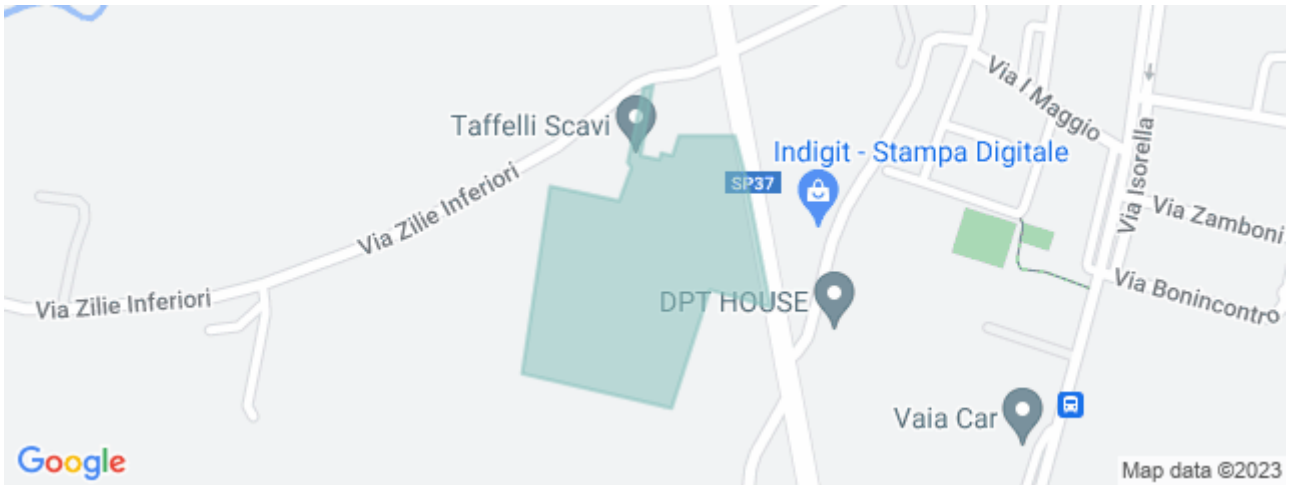 Via I Maggio
Taffelli Scavi
Indigit - Stampa Digitale
Via Isorella
SP37
Via Zilie Inferiori
Via Zamboni
Via Zilie Inferiori
DPT HOUSE
Via Bonincontro
Vaia Car
Google
Map data ©2023